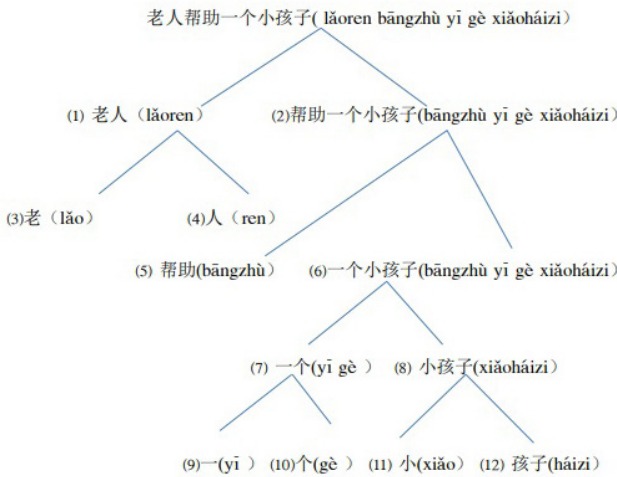 老人帮助一个小孩子( lǎoren bāngzhù yī gè xiǎoháizi）
(1) 老人（lǎoren） (2)帮助一个小孩子(bāngzhù yī gè xiǎoháizi）
(3)老（lǎo） (4)人（ren）
(5) 帮助(bāngzhù） (6)一个小孩子(bāngzhù yī gè xiǎoháizi）
(7) 一个(yī gè ） (8) 小孩子(xiǎoháizi）
(9)一(yī ） (10)个(gè ） (11) 小(xiǎo） (12) 孩子(háizi）